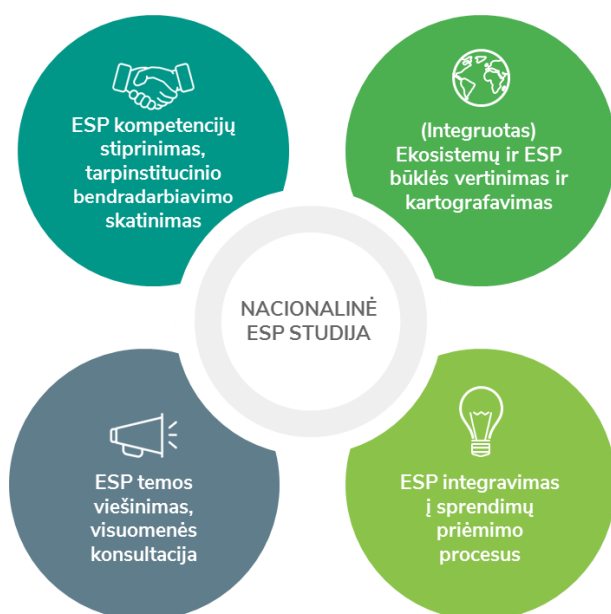 ESP kompetencijų
stiprinimas,
tarpinstitucinio
bendradarbiavimo
skatinimas
(Integruotas)
Ekosistemų ir ESP
būklės vertinimas ir
kartografavimas
NACIONALINĖ
ESP STUDIJA
ESP temos
viešinimas,
visuomenės
konsultacija
ESP integravimas
į sprendimų
priėmimo
procesus